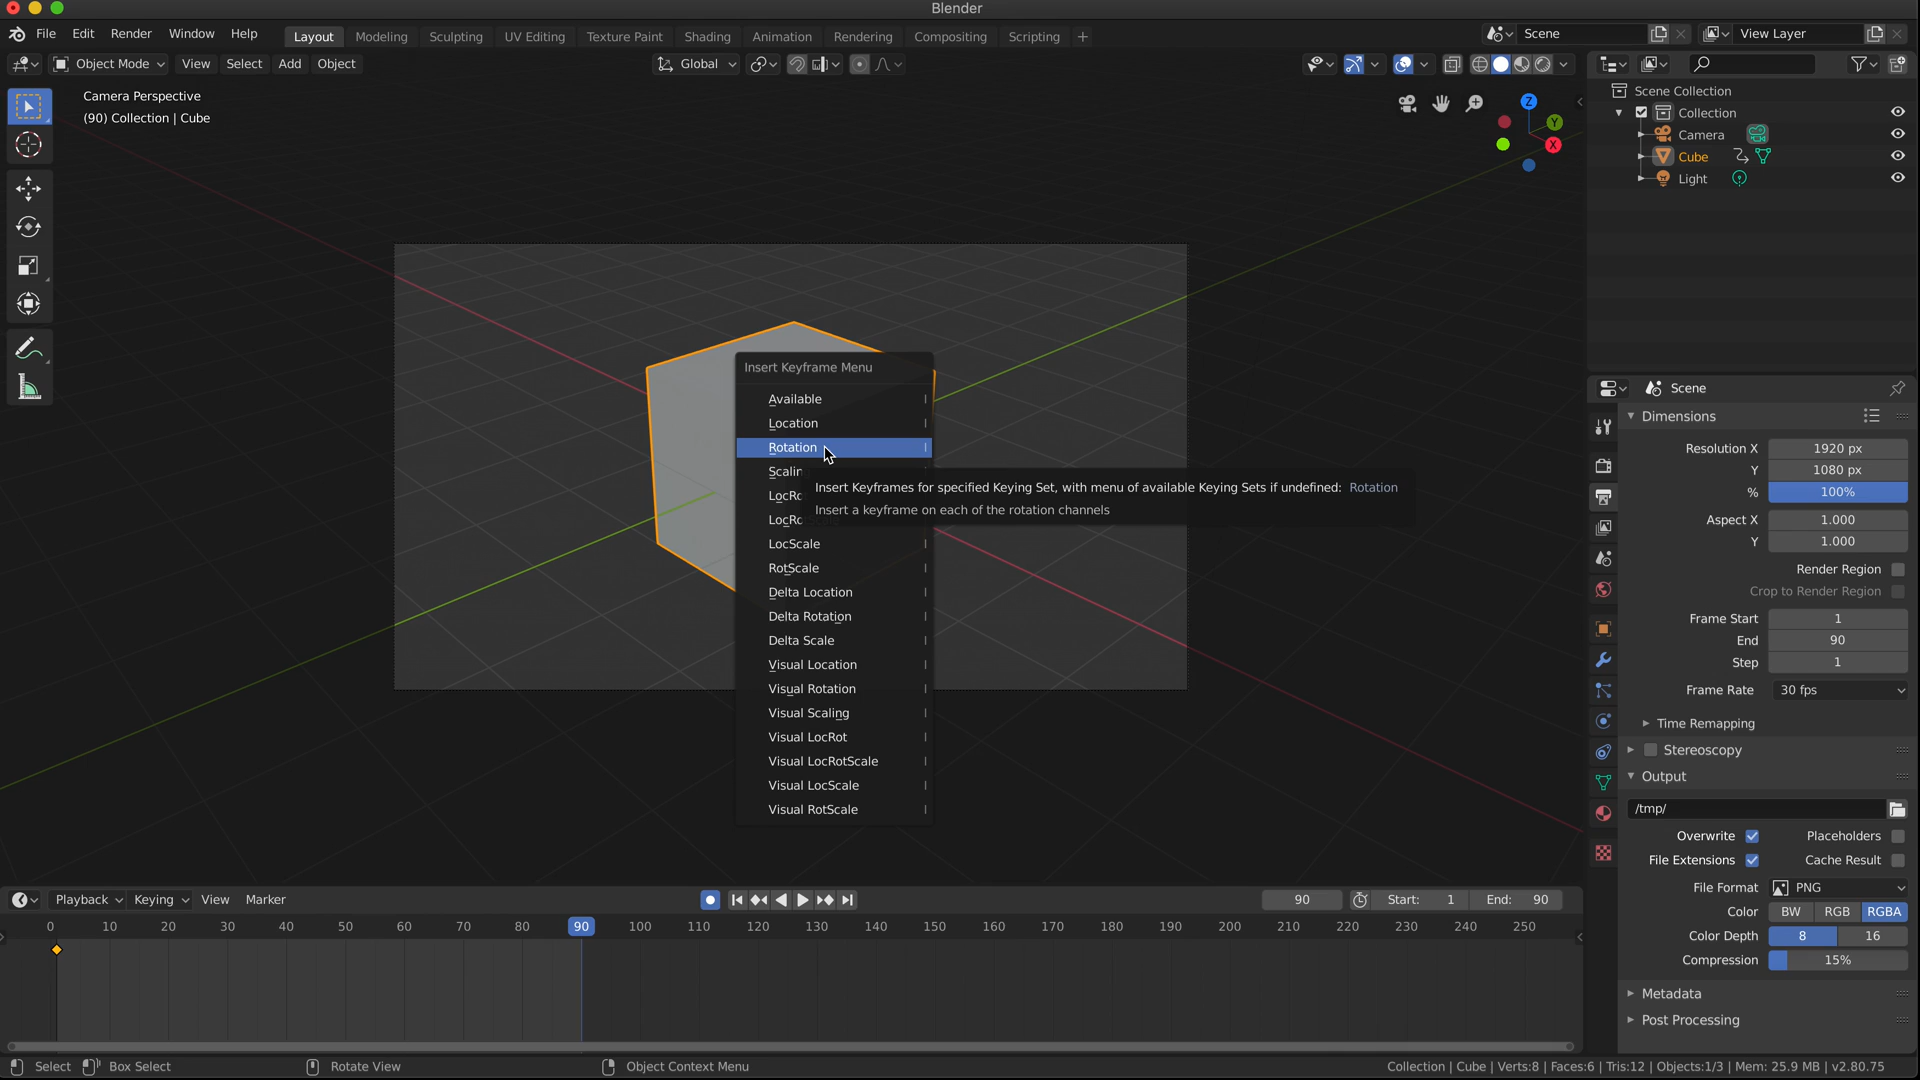 Blender
File Edit Render Window Help Layout Modeling Sculpting UV Editing Texture Paint Shading Animation Rendering Compositing Scripting + Scene View Layer
Object Mode View Select Add Object Global
Camera Perspective
(90) Collection | Cube
Z
Y
X
Scene Collection
Collection
Camera
Cube
Light
Insert Keyframe Menu
Available I
Location I
Rotation I
Scalin
LocRo
LocRo
LocScale I
RotScale I
Delta Location I
Delta Rotation I
Delta Scale I
Visual Location I
Visual Rotation I
Visual Scaling I
Visual LocRot I
Visual LocRotScale I
Visual LocScale I
Visual RotScale I
Insert Keyframes for specified Keying Set, with menu of available Keying Sets if undefined: Rotation
Insert a keyframe on each of the rotation channels
Scene
Dimensions
Resolution X 1920 px
Y 1080 px
% 100%
Aspect X 1.000
Y 1.000
Render Region
Crop to Render Region
Frame Start 1
End 90
Step 1
Frame Rate 30 fps
Time Remapping
Stereoscopy
Output
/tmp/
Overwrite Placeholders
File Extensions Cache Result
File Format PNG
Color BW RGB RGBA
Color Depth 8 16
Compression 15%
Metadata
Post Processing
Playback Keying View Marker 90 Start: 1 End: 90
0 10 20 30 40 50 60 70 80 90 100 110 120 130 140 150 160 170 180 190 200 210 220 230 240 250
Select Box Select Rotate View Object Context Menu Collection | Cube | Verts:8 | Faces:6 | Tris:12 | Objects:1/3 | Mem: 25.9 MB | v2.80.75